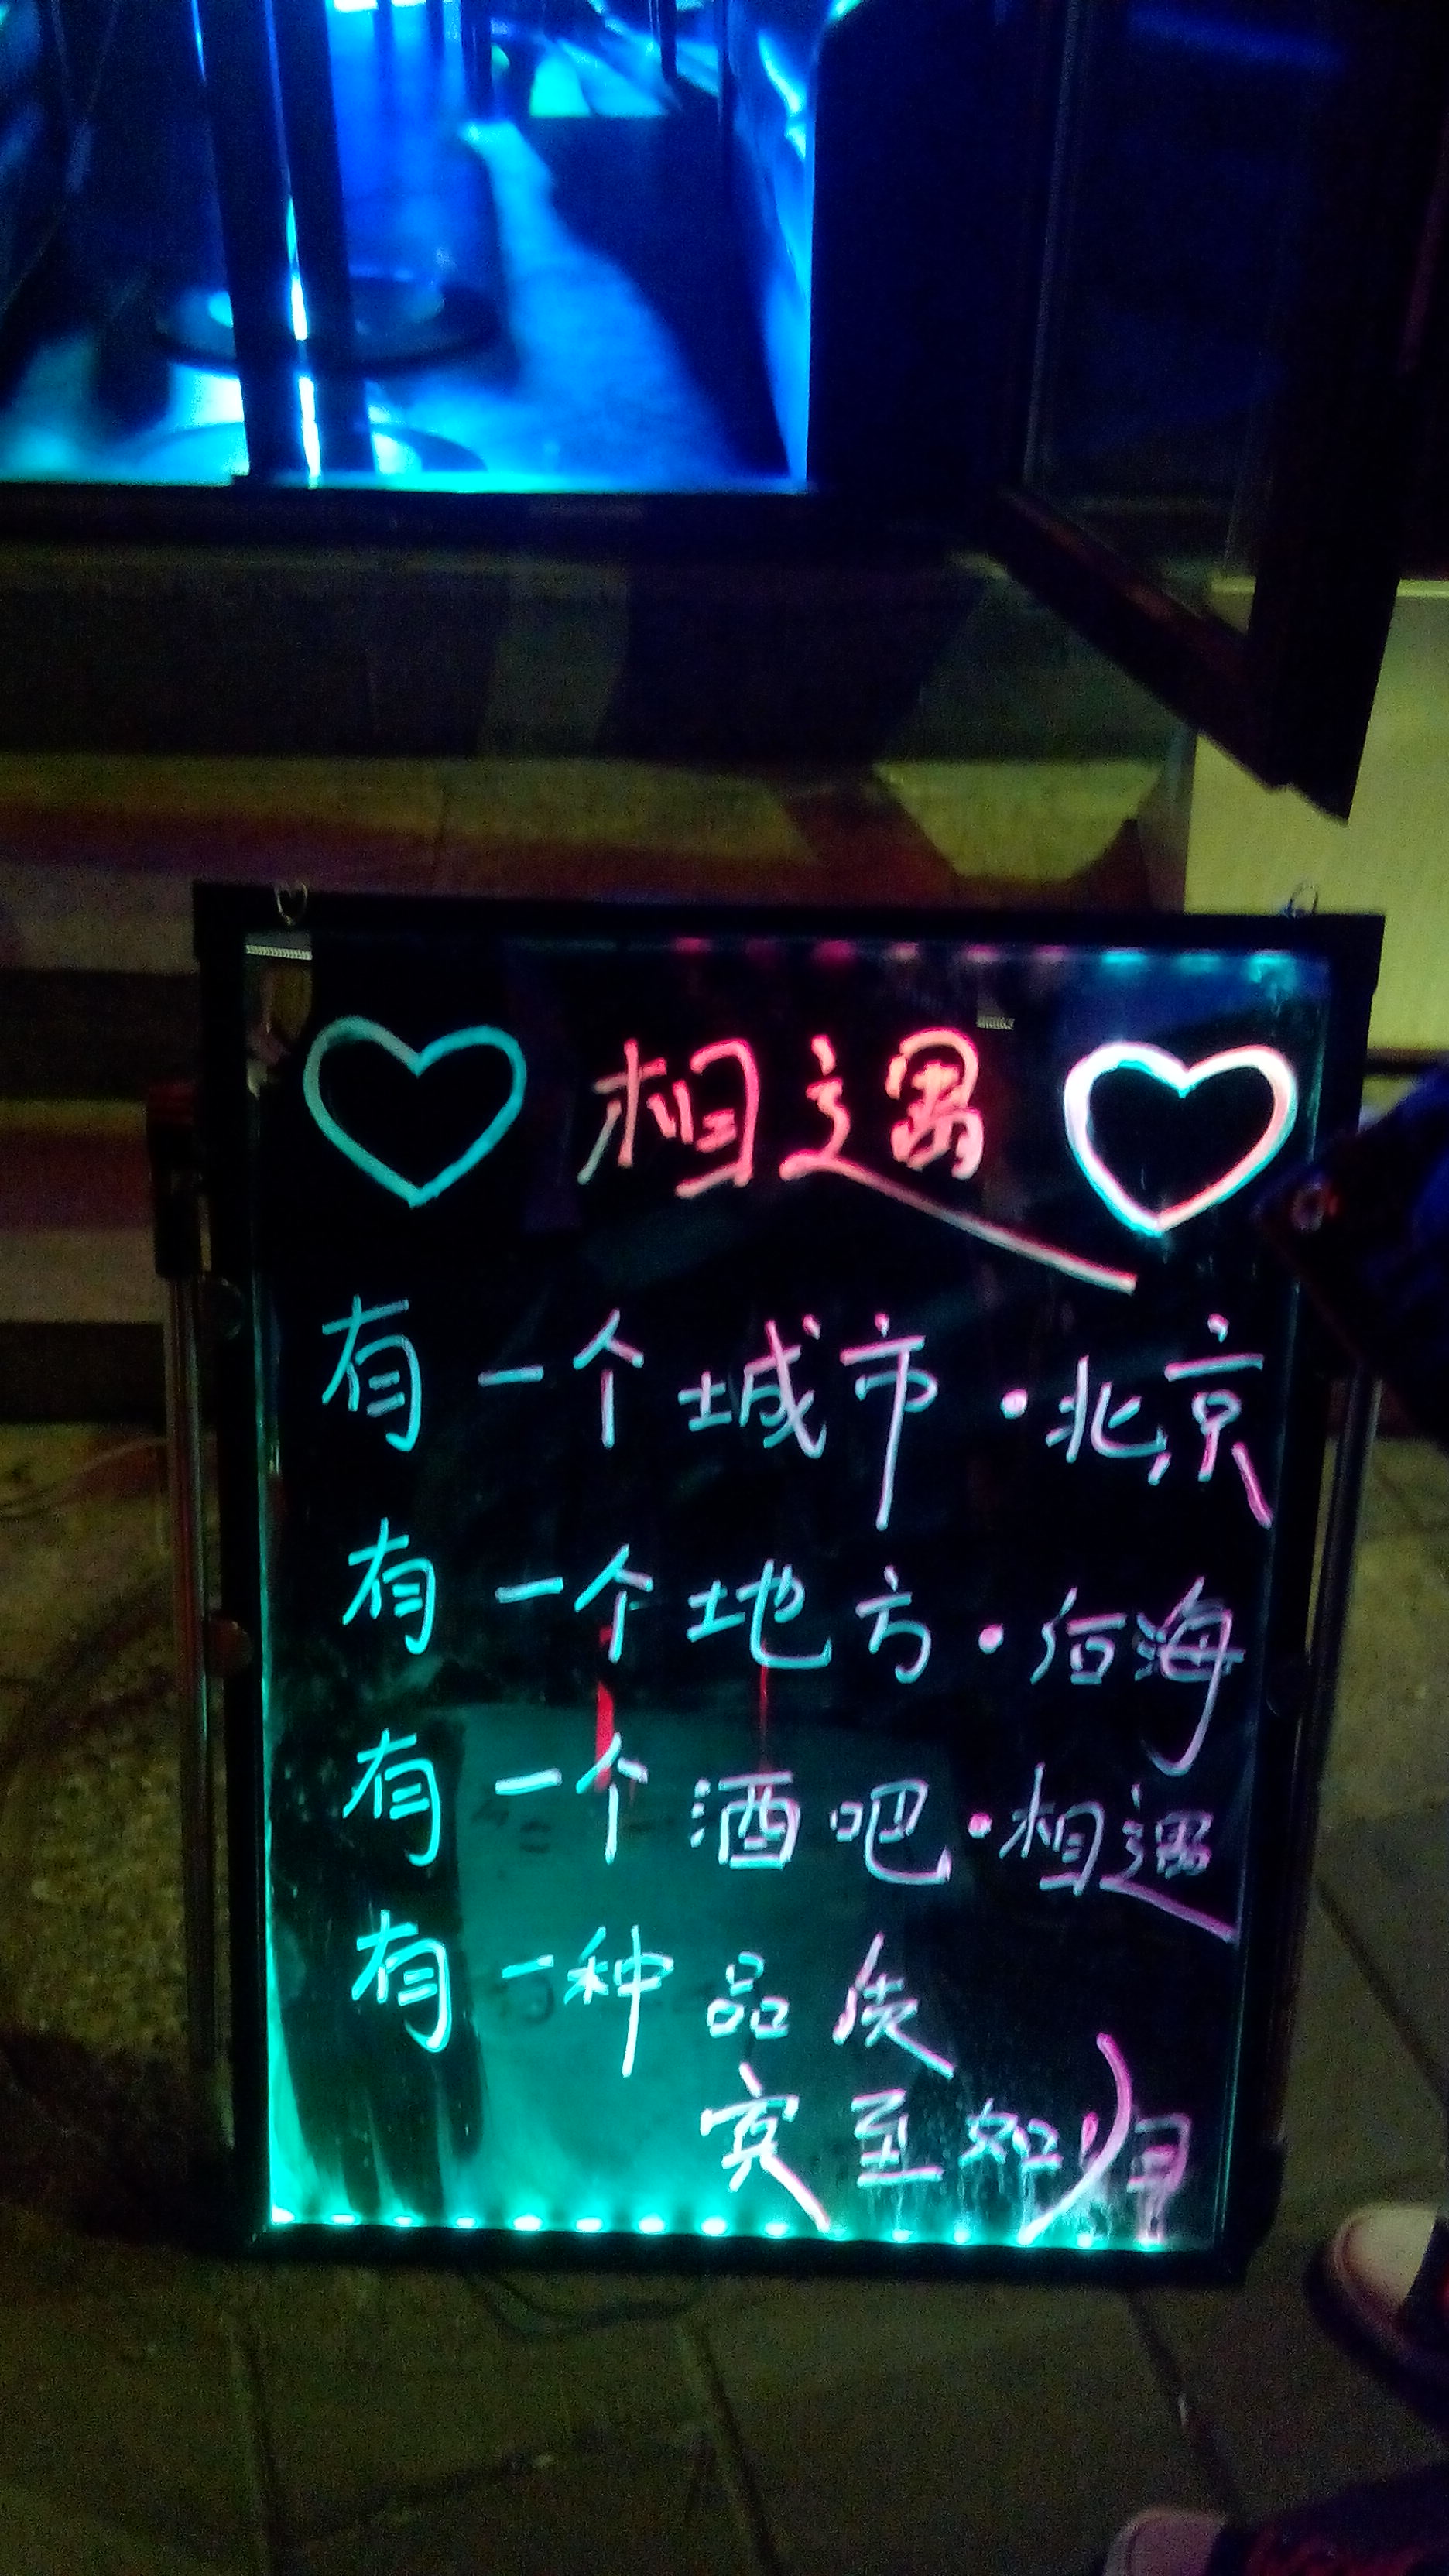 相遇
有一个城市·北京
有一个地方·后海
有一个酒吧·相遇
有一种品质
宾至如归